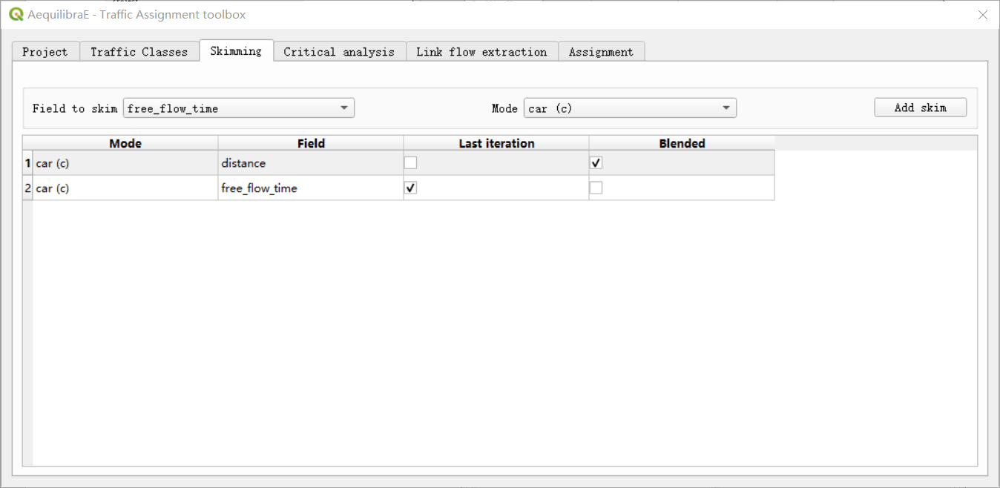 AequilibraE - Traffic Assignment toolbox
Project Traffic Classes Skimming Critical analysis Link flow extraction Assignment
Field to skim free_flow_time Mode car (c) Add skim
Mode Field Last iteration Blended
1 car (c) distance
2 car (c) free_flow_time